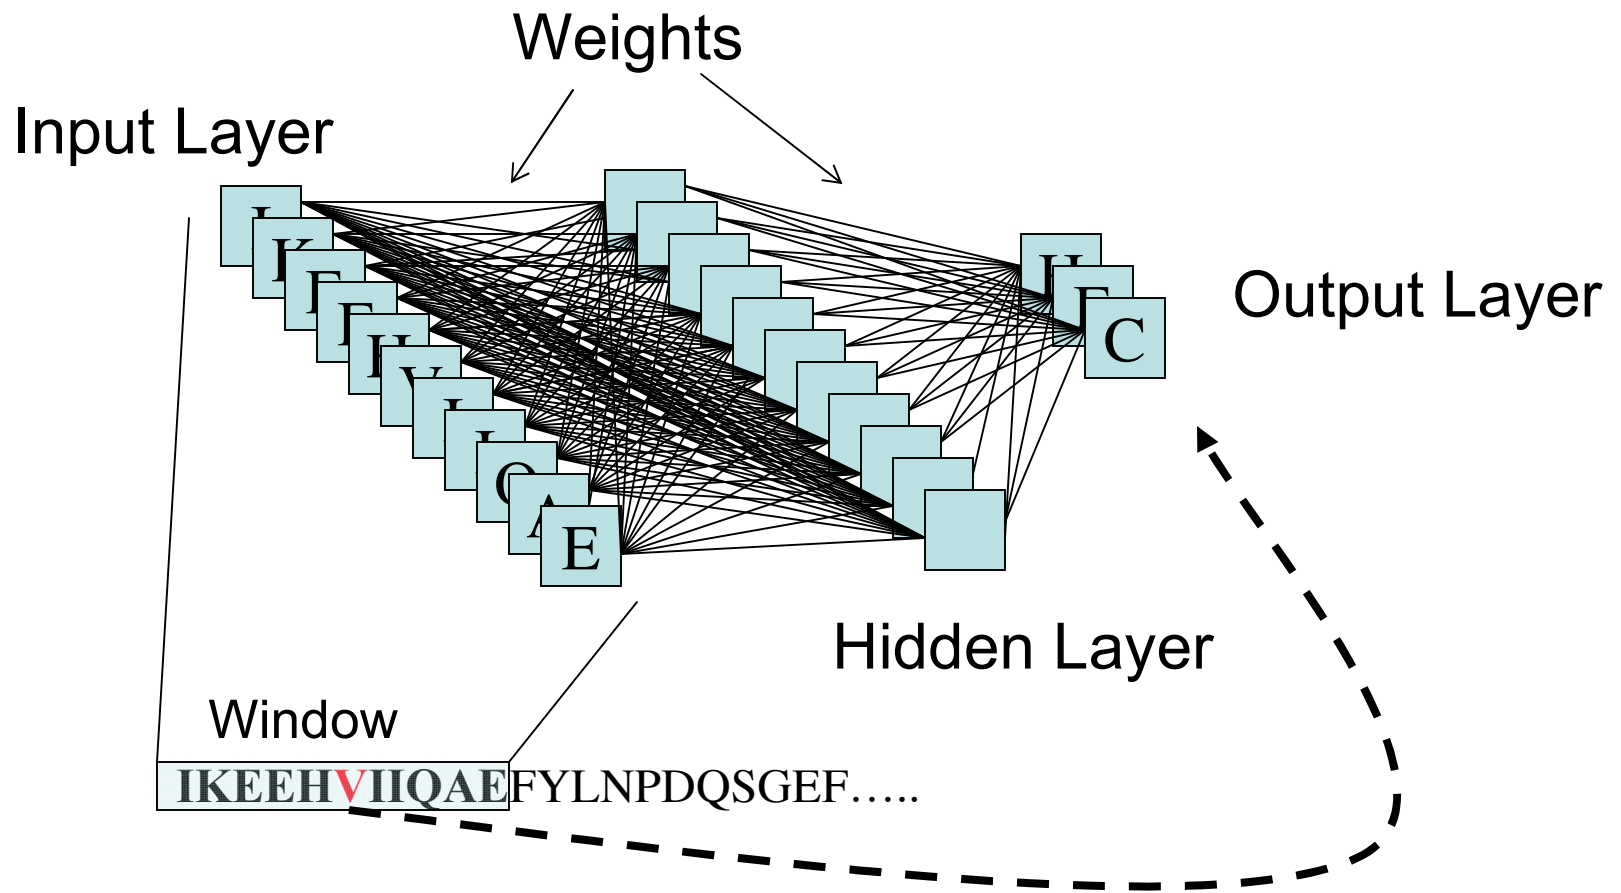 Weights
Input Layer
I
K
E
E
H
V
I
I
Q
A
E
H
E
C
Output Layer
Hidden Layer
Window
IKEEHVIIQAEFYLNPDQSGEF…..